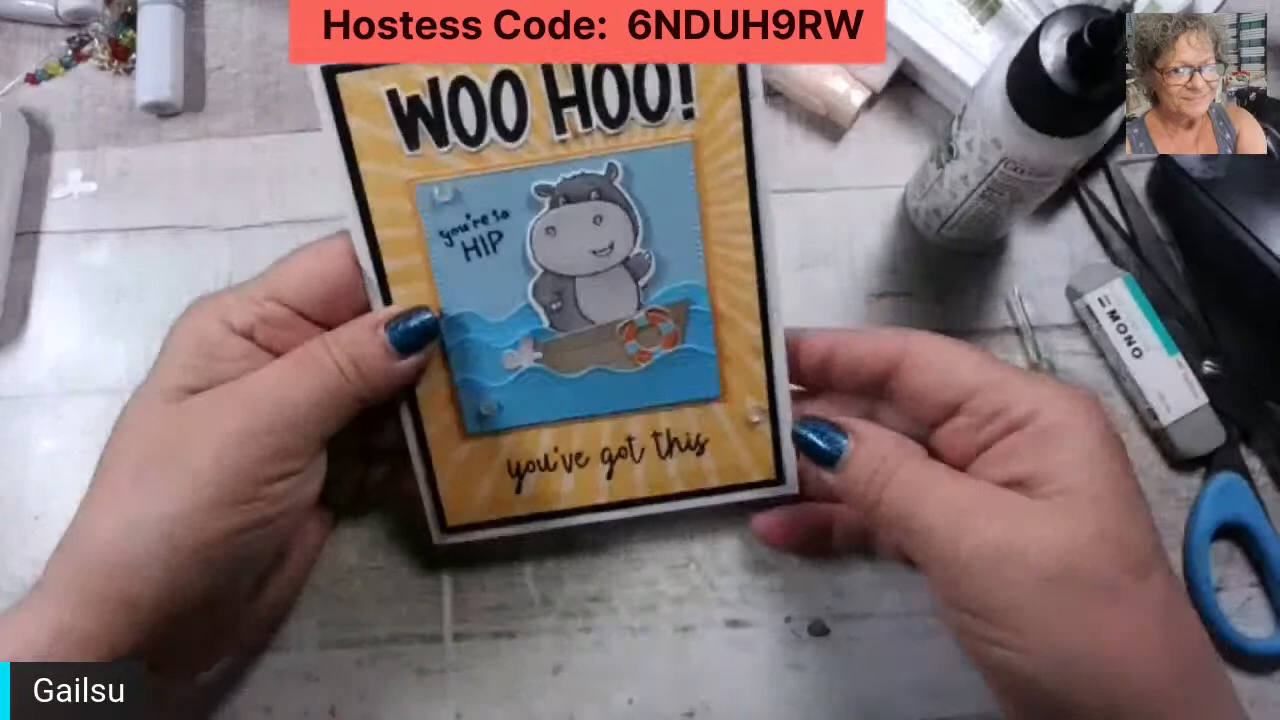 Hostess Code: 6NDUH9RW
WOO HOO!
you're so
HIP
you've got this
MONO
Gailsu